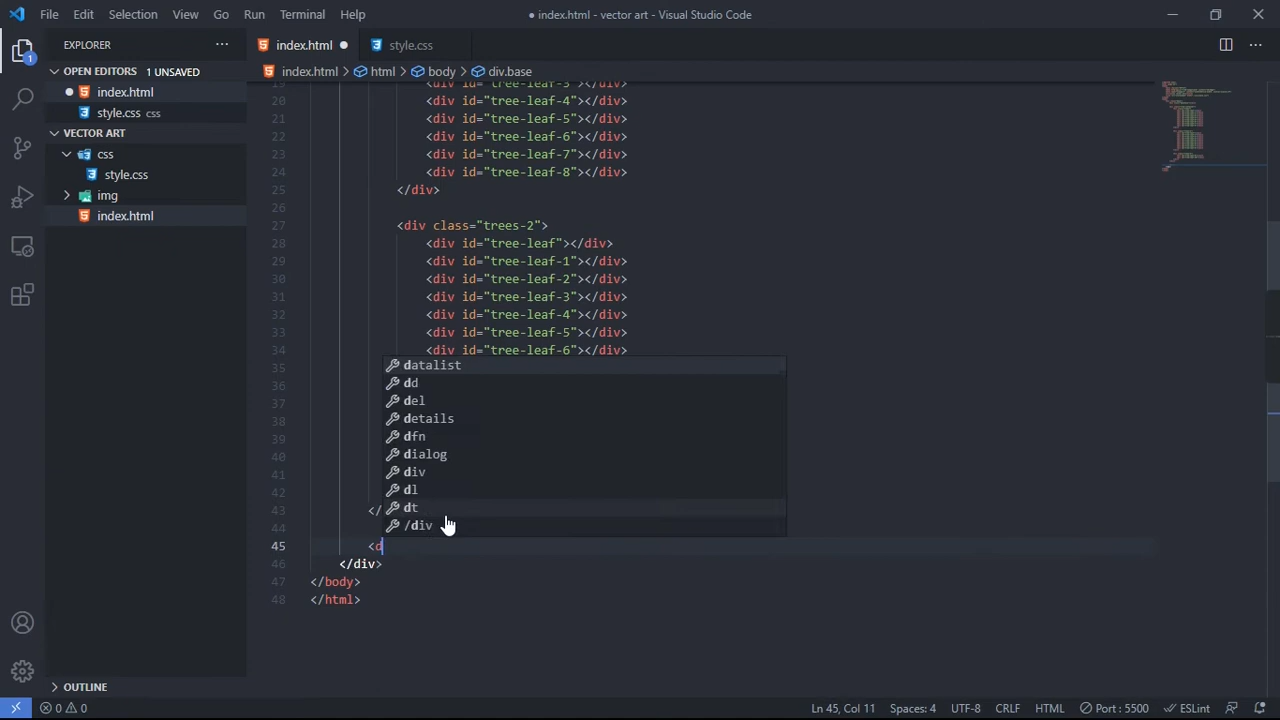 File Edit Selection View Go Run Terminal Help
● index.html - vector art - Visual Studio Code
EXPLORER
index.html
style.css
OPEN EDITORS 1 UNSAVED
index.html > html > body > div.base
index.html
style.css css
VECTOR ART
css
style.css
img
index.html
1
19 <div id="tree-leaf-3"></div>
20 <div id="tree-leaf-4"></div>
21 <div id="tree-leaf-5"></div>
22 <div id="tree-leaf-6"></div>
23 <div id="tree-leaf-7"></div>
24 <div id="tree-leaf-8"></div>
25 </div>
26
27 <div class="trees-2">
28 <div id="tree-leaf"></div>
29 <div id="tree-leaf-1"></div>
30 <div id="tree-leaf-2"></div>
31 <div id="tree-leaf-3"></div>
32 <div id="tree-leaf-4"></div>
33 <div id="tree-leaf-5"></div>
34 <div id="tree-leaf-6"></div>
35 datalist
36 dd
37 del
38 details
39 dfn
40 dialog
41 div
42 dl
43 </ dt
44 /div
45 <d
46 </div>
47 </body>
48 </html>
OUTLINE
0 0
Ln 45, Col 11 Spaces: 4 UTF-8 CRLF HTML Port : 5500 ESLint